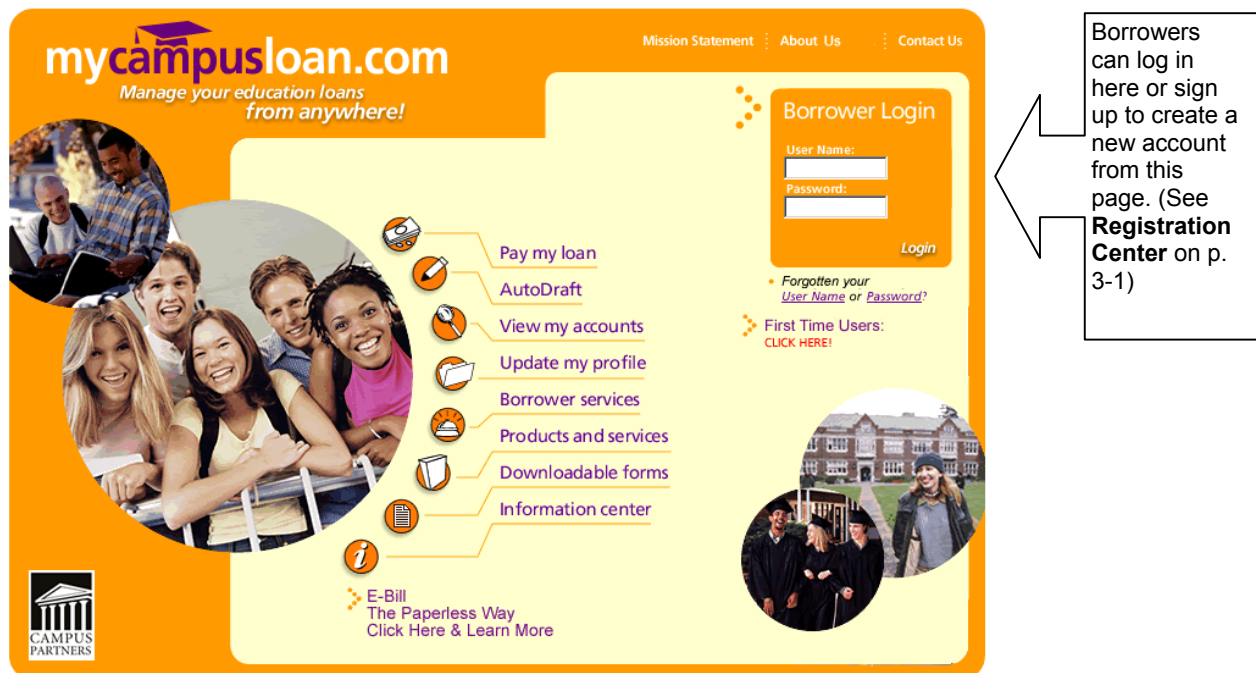 mycampusloan.com
Manage your education loans
from anywhere!
Mission Statement
About Us
Contact Us
Borrower Login
User Name:
Password:
Login
Forgotten your
User Name or Password?
First Time Users:
CLICK HERE!
Pay my loan
AutoDraft
View my accounts
Update my profile
Borrower services
Products and services
Downloadable forms
Information center
i
E-Bill
The Paperless Way
Click Here & Learn More
CAMPUS
PARTNERS
Borrowers
can log in
here or sign
up to create a
new account
from this
page. (See
Registration
Center on p.
3-1)